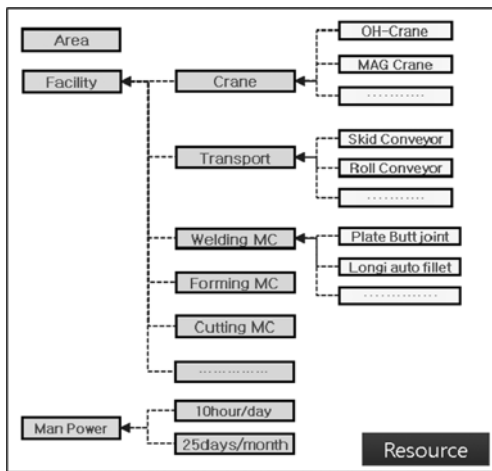 Area
Facility
Crane
OH-Crane
MAG Crane
............
Transport
Skid Conveyor
Roll Conveyor
............
Welding MC
Plate Butt joint
Longi auto fillet
............
Forming MC
Cutting MC
............
Man Power
10hour/day
25days/month
Resource